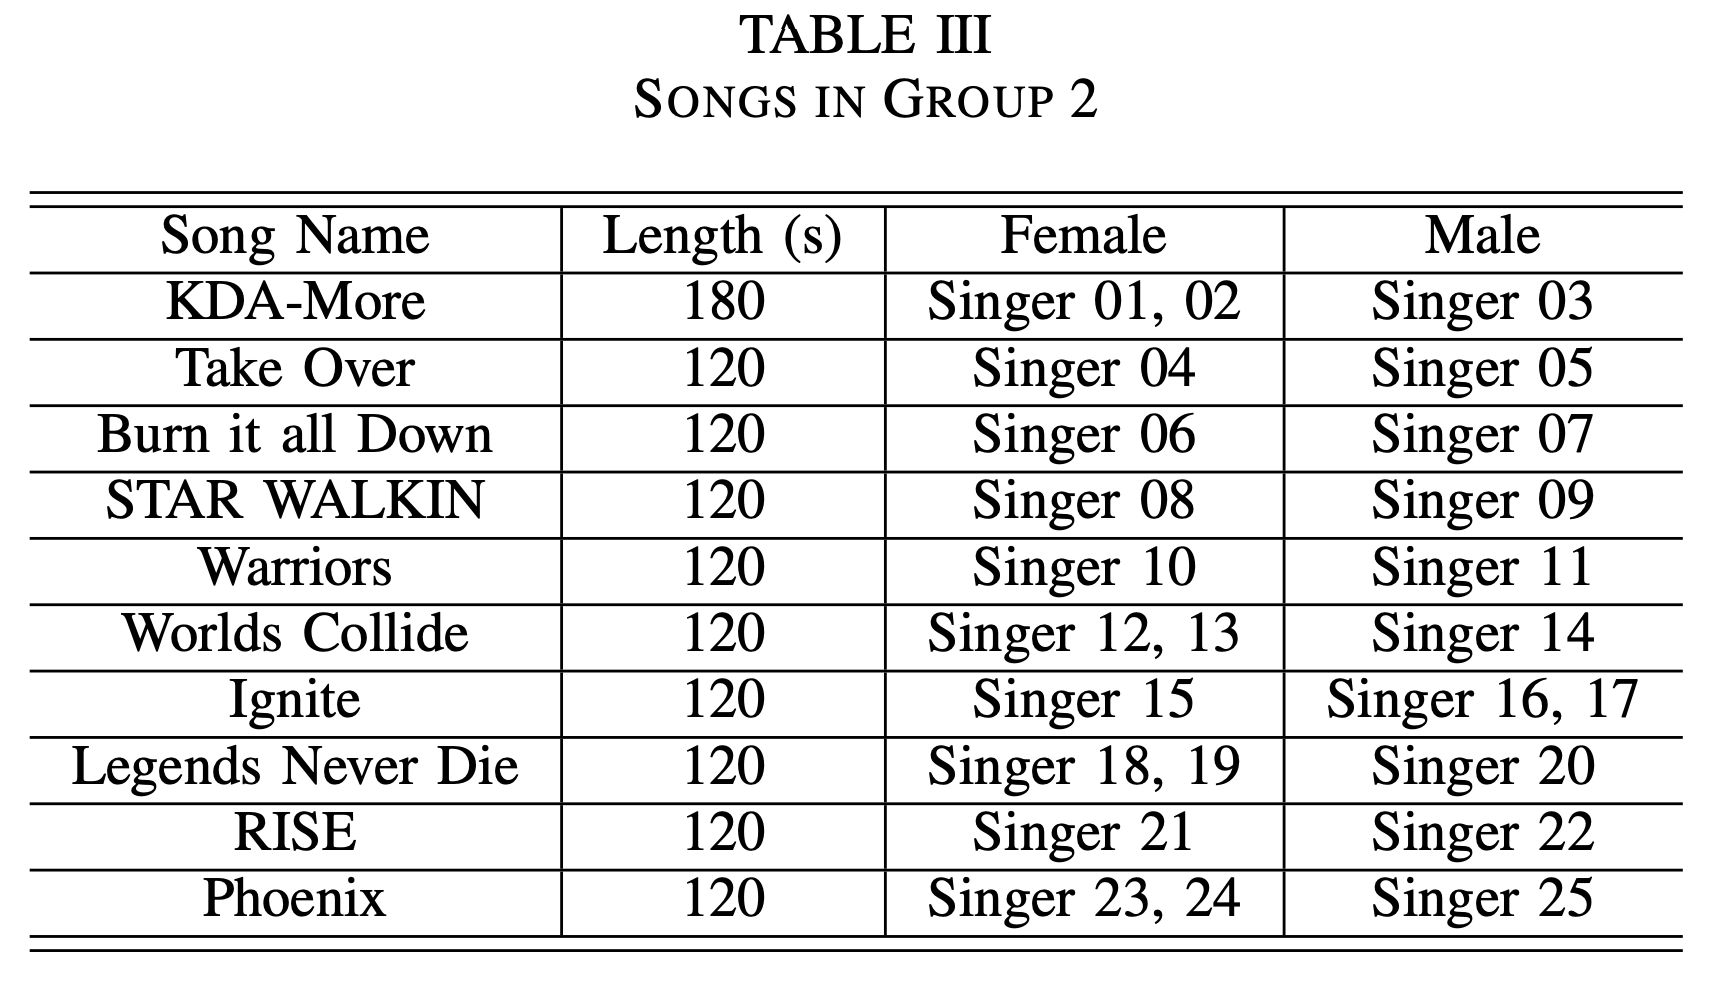 TABLE III
SONGS IN GROUP 2
Song Name Length (s) Female Male
KDA-More 180 Singer 01, 02 Singer 03
Take Over 120 Singer 04 Singer 05
Burn it all Down 120 Singer 06 Singer 07
STAR WALKIN 120 Singer 08 Singer 09
Warriors 120 Singer 10 Singer 11
Worlds Collide 120 Singer 12, 13 Singer 14
Ignite 120 Singer 15 Singer 16, 17
Legends Never Die 120 Singer 18, 19 Singer 20
RISE 120 Singer 21 Singer 22
Phoenix 120 Singer 23, 24 Singer 25